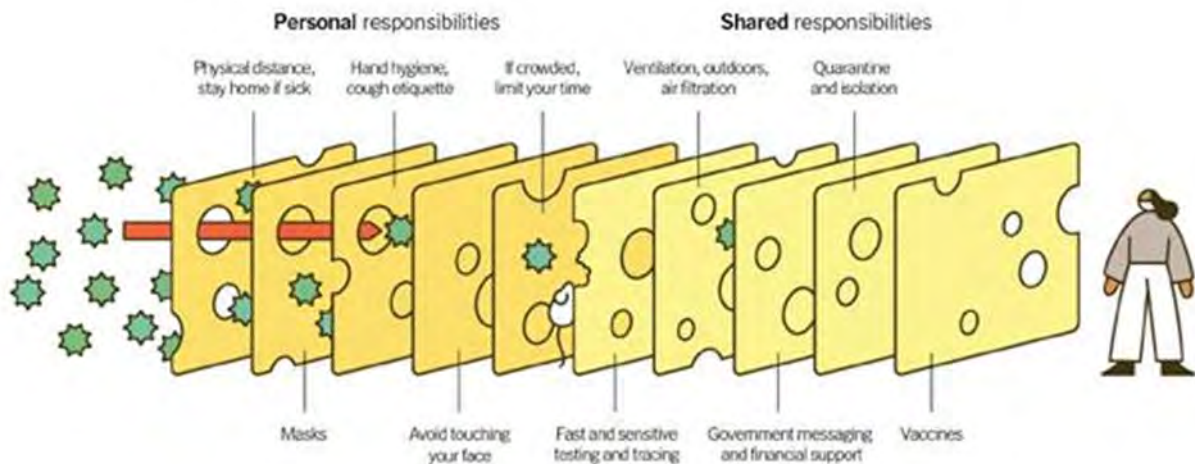 Personal responsibilities
Shared responsibilities
Physical distance,
stay home if sick
Hand hygiene,
cough etiquette
If crowded,
limit your time
Ventilation, outdoors,
air filtration
Quarantine
and isolation
Masks
Avoid touching
your face
Fast and sensitive
testing and tracing
Government messaging
and financial support
Vaccines